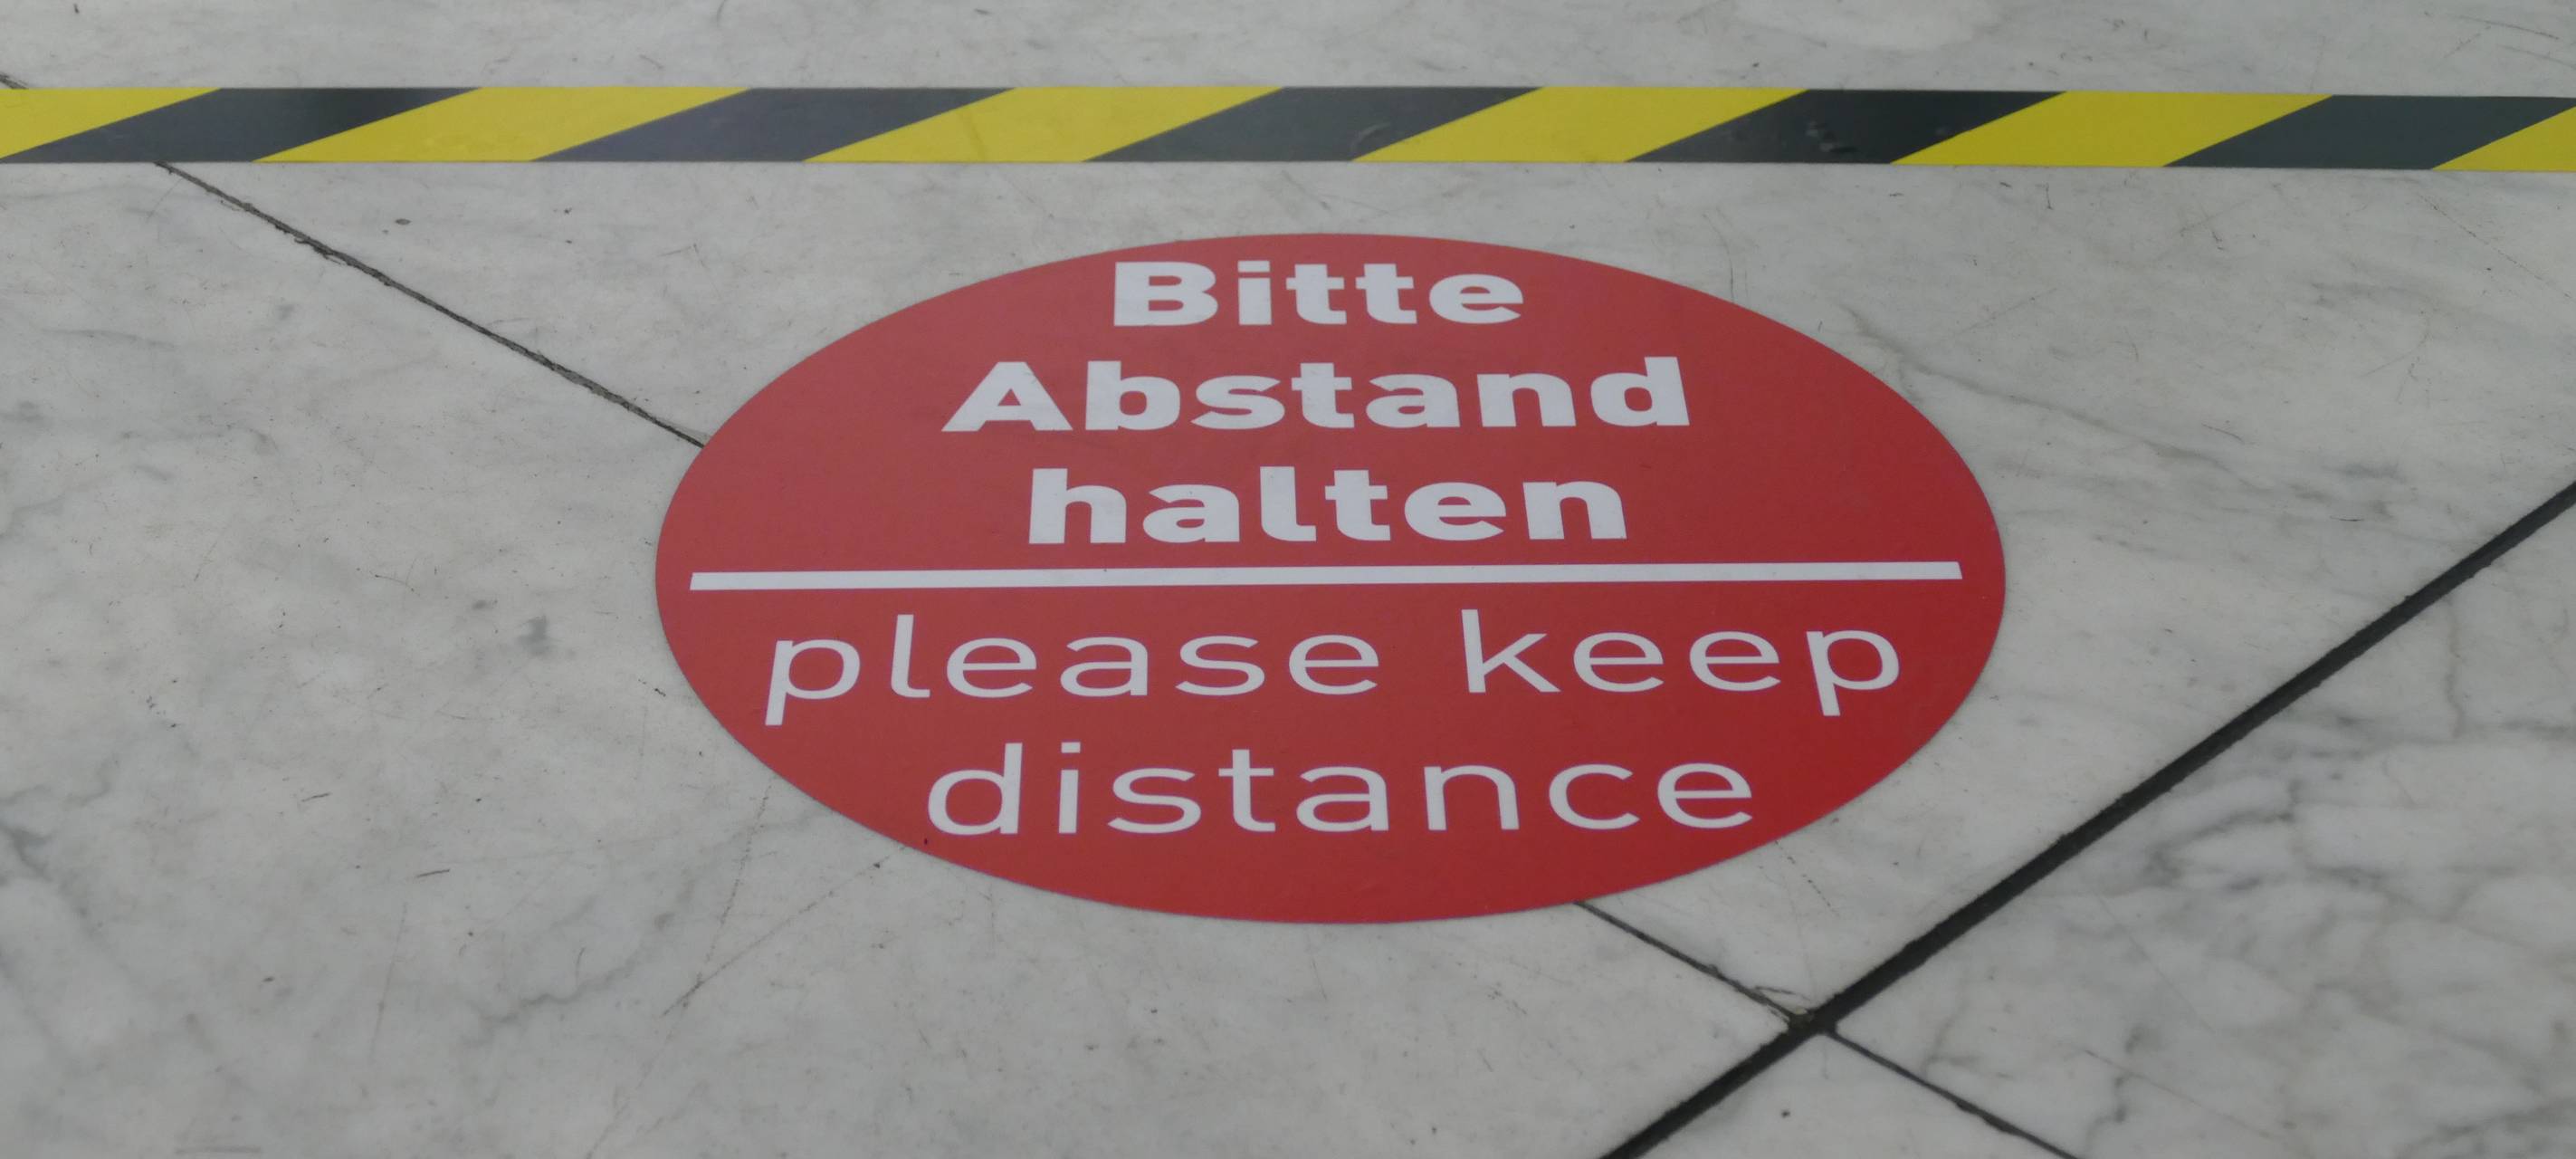 Bitte
Abstand
halten
please keep
distance